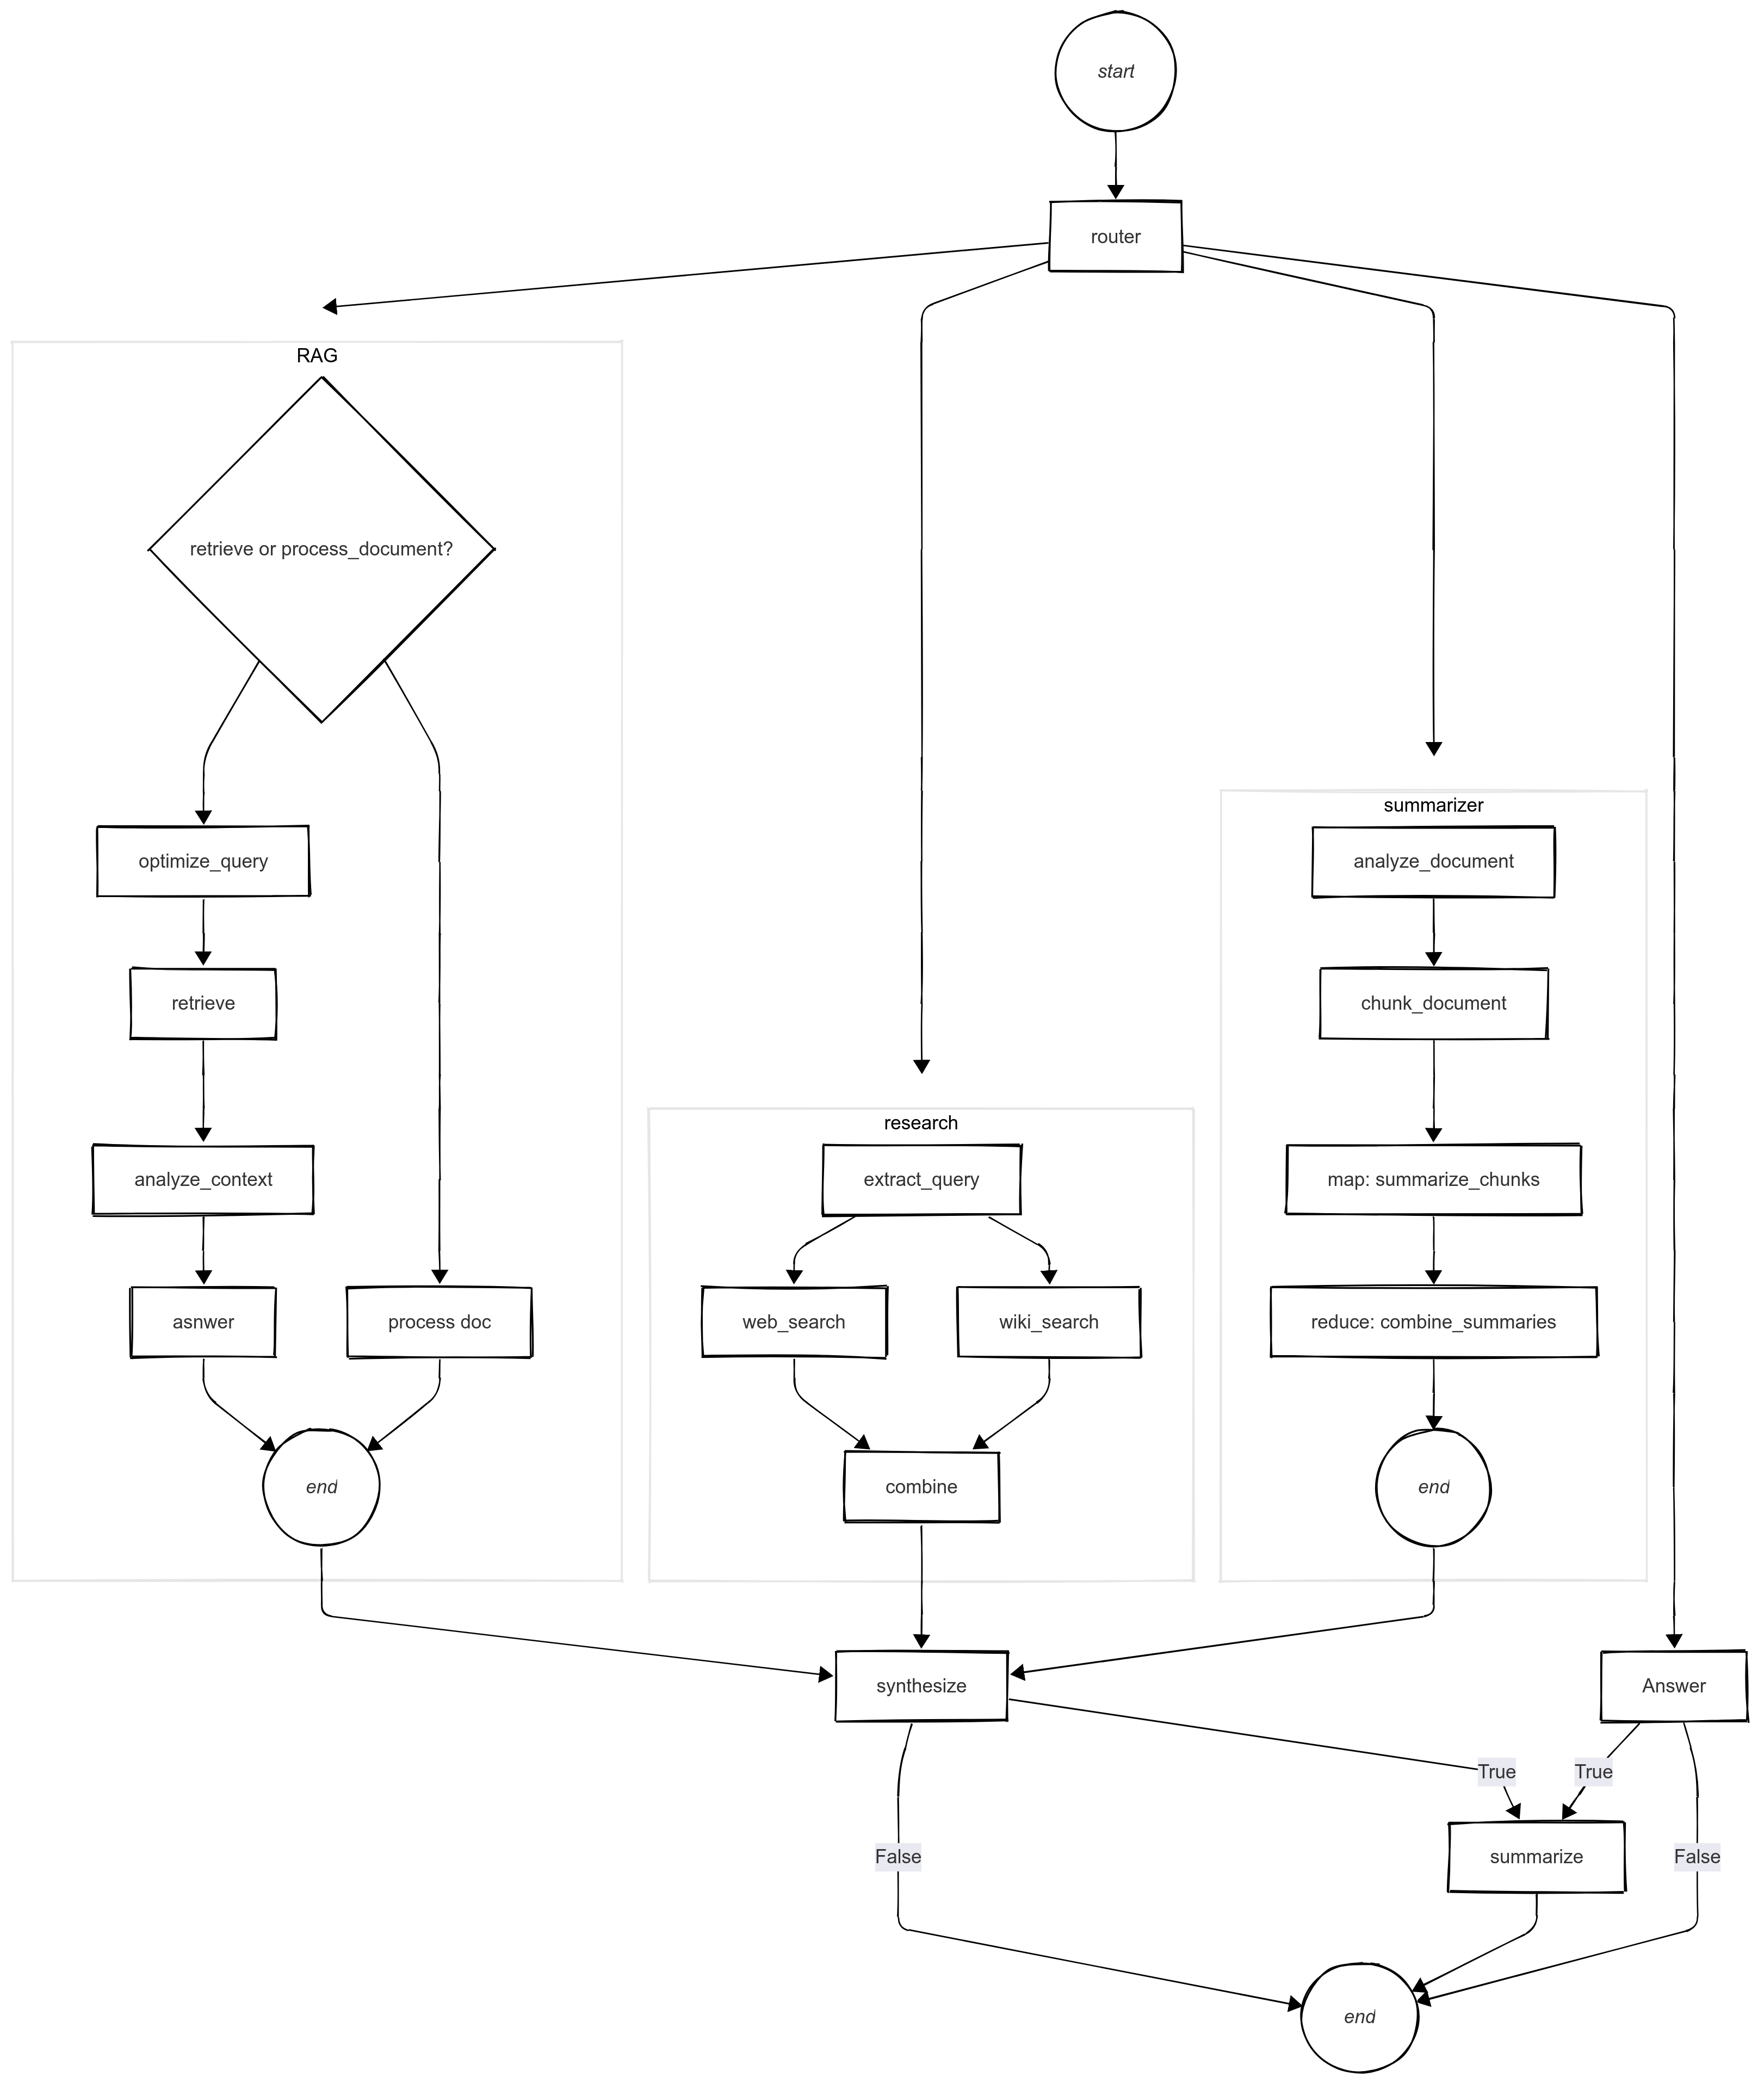 start
router
RAG
retrieve or process_document?
optimize_query
summarizer
analyze_document
retrieve
chunk_document
research
analyze_context
extract_query
map: summarize_chunks
asnwer
process doc
web_search
wiki_search
reduce: combine_summaries
end
combine
end
synthesize
Answer
True
True
False
summarize
False
end